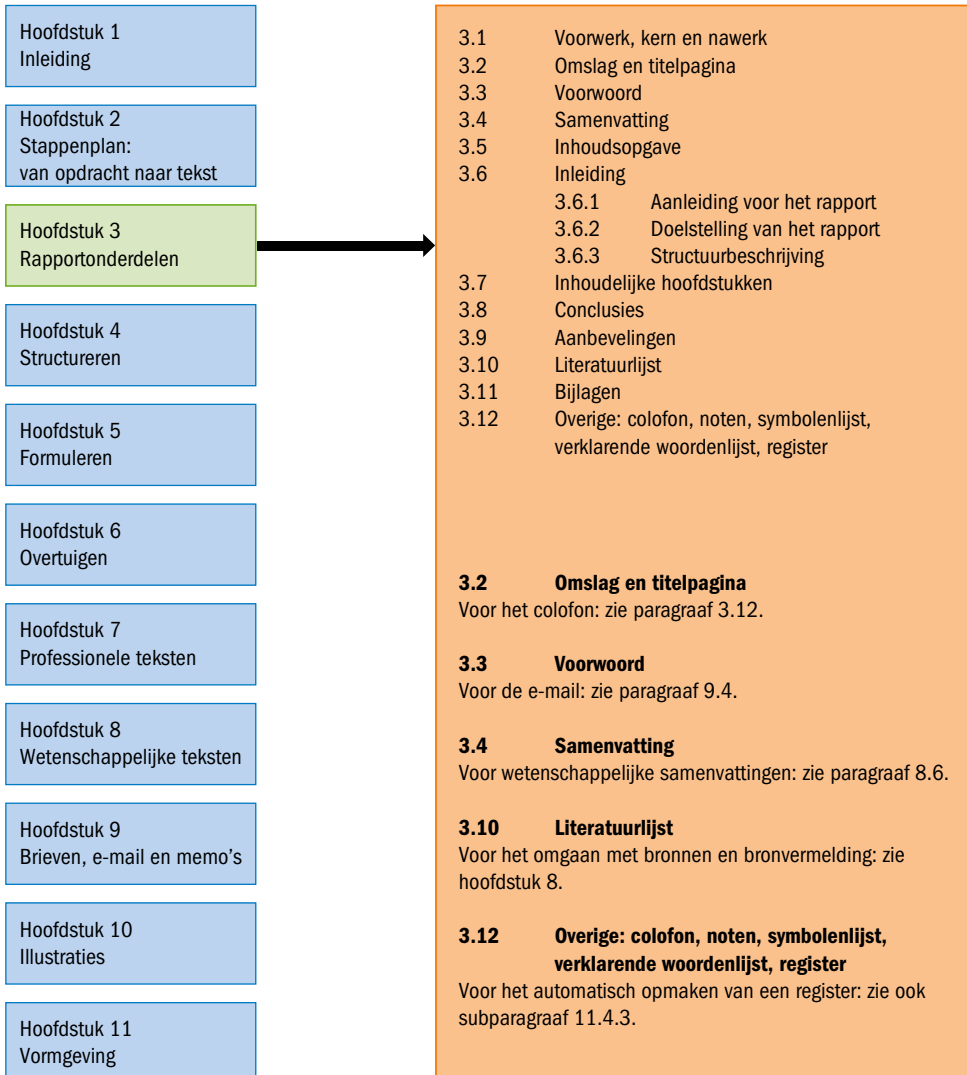 Hoofdstuk 1
Inleiding
Hoofdstuk 2
Stappenplan:
van opdracht naar tekst
Hoofdstuk 3
Rapportonderdelen
Hoofdstuk 4
Structureren
Hoofdstuk 5
Formuleren
Hoofdstuk 6
Overtuigen
Hoofdstuk 7
Professionele teksten
Hoofdstuk 8
Wetenschappelijke teksten
Hoofdstuk 9
Brieven, e-mail en memo's
Hoofdstuk 10
Illustraties
Hoofdstuk 11
Vormgeving
3.1 Voorwerk, kern en nawerk
3.2 Omslag en titelpagina
3.3 Voorwoord
3.4 Samenvatting
3.5 Inhoudsopgave
3.6 Inleiding
3.6.1 Aanleiding voor het rapport
3.6.2 Doelstelling van het rapport
3.6.3 Structuurbeschrijving
3.7 Inhoudelijke hoofdstukken
3.8 Conclusies
3.9 Aanbevelingen
3.10 Literatuurlijst
3.11 Bijlagen
3.12 Overige: colofon, noten, symbolenlijst,
verklarende woordenlijst, register
3.2 Omslag en titelpagina
Voor het colofon: zie paragraaf 3.12.
3.3 Voorwoord
Voor de e-mail: zie paragraaf 9.4.
3.4 Samenvatting
Voor wetenschappelijke samenvattingen: zie paragraaf 8.6.
3.10 Literatuurlijst
Voor het omgaan met bronnen en bronvermelding: zie
hoofdstuk 8.
3.12 Overige: colofon, noten, symbolenlijst,
verklarende woordenlijst, register
Voor het automatisch opmaken van een register: zie ook
subparagraaf 11.4.3.